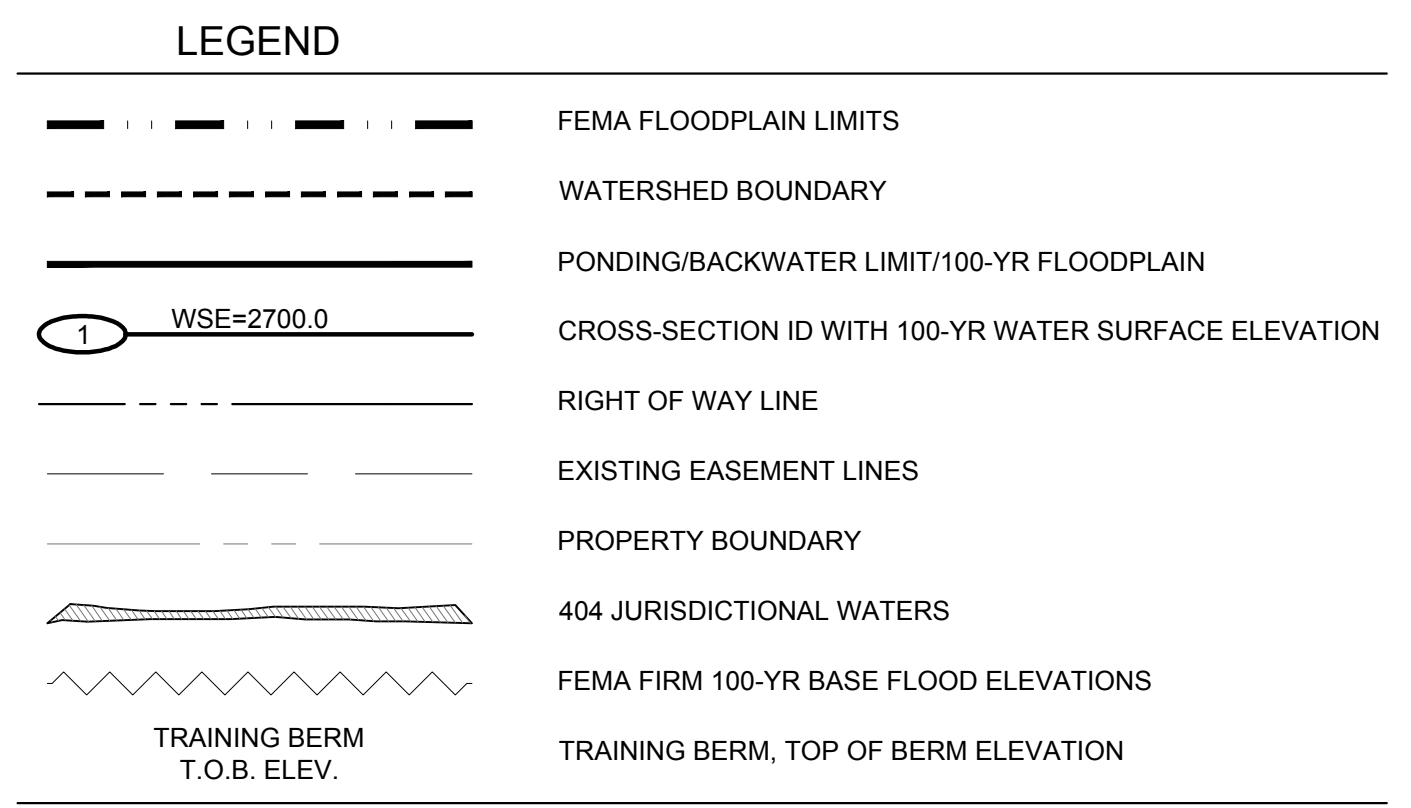 LEGEND
FEMA FLOODPLAIN LIMITS
WATERSHED BOUNDARY
PONDING/BACKWATER LIMIT/100-YR FLOODPLAIN
1 WSE=2700.0 CROSS-SECTION ID WITH 100-YR WATER SURFACE ELEVATION
RIGHT OF WAY LINE
EXISTING EASEMENT LINES
PROPERTY BOUNDARY
404 JURISDICTIONAL WATERS
FEMA FIRM 100-YR BASE FLOOD ELEVATIONS
TRAINING BERM
T.O.B. ELEV.
TRAINING BERM, TOP OF BERM ELEVATION